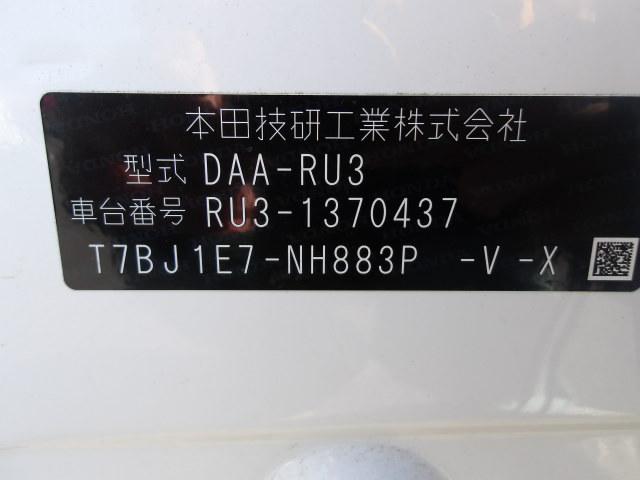 本田技研工業株式会社
型式 DAA-RU3
車台番号 RU3-1370437
T7BJ1E7-NH883P -V -X